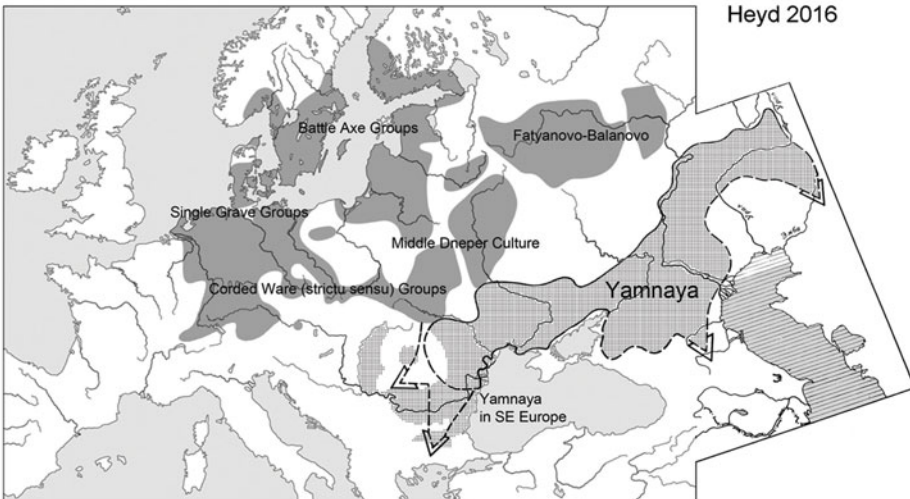 Heyd 2016
Battle Axe Groups
Fatyanovo-Balanovo
Single Grave Groups
Middle Dneper Culture
Corded Ware (strictu sensu) Groups
Yamnaya
Yamnaya
in SE Europe